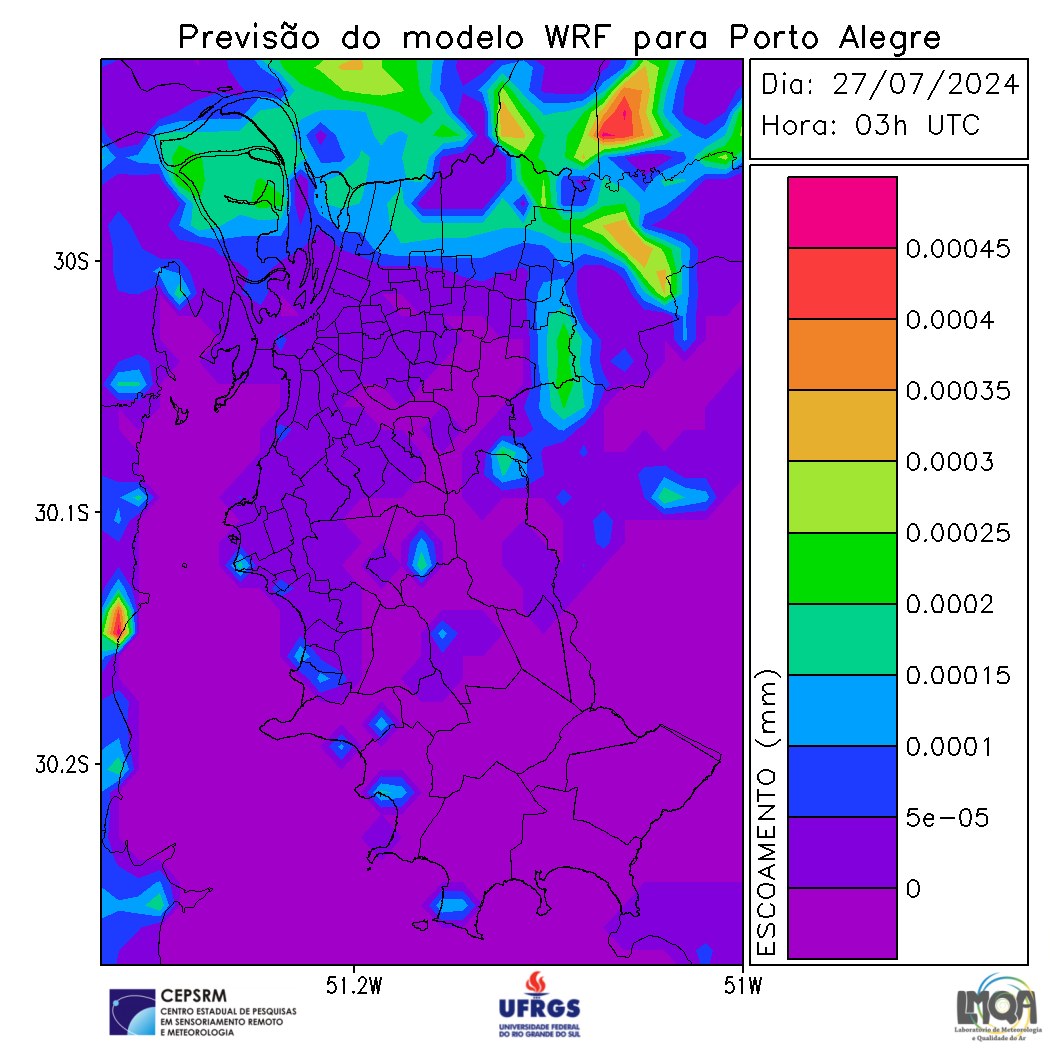 Previsão do modelo WRF para Porto Alegre
Dia: 27/07/2024
Hora: 03h UTC
30S
30.1S
30.2S
51.2W
51W
ESCOAMENTO (mm)
0.00045
0.0004
0.00035
0.0003
0.00025
0.0002
0.00015
0.0001
5e-05
0
CEPSRM
CENTRO ESTADUAL DE PESQUISAS
EM SENSORIAMENTO REMOTO
E METEOROLOGIA
UFRGS
UNIVERSIDADE FEDERAL
DO RIO GRANDE DO SUL
LMQA
Laboratório de Meteorologia
e Qualidade do Ar